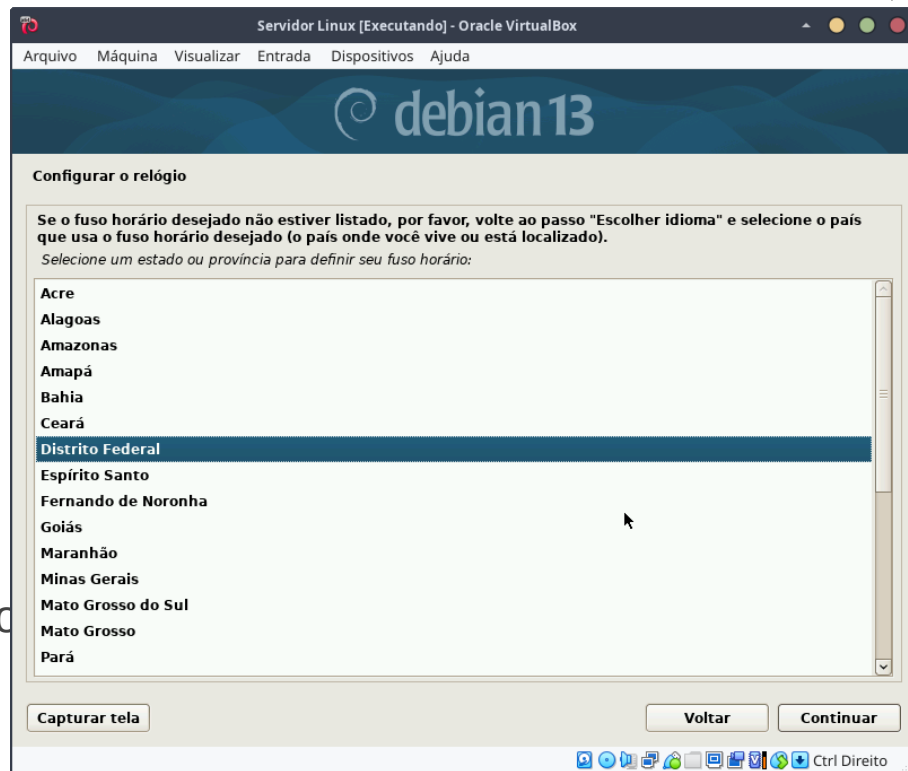 Servidor Linux [Executando] - Oracle VirtualBox
Arquivo Máquina Visualizar Entrada Dispositivos Ajuda
debian 13
Configurar o relógio
Se o fuso horário desejado não estiver listado, por favor, volte ao passo "Escolher idioma" e selecione o país
que usa o fuso horário desejado (o país onde você vive ou está localizado).
Selecione um estado ou província para definir seu fuso horário:
Acre
Alagoas
Amazonas
Amapá
Bahia
Ceará
Distrito Federal
Espírito Santo
Fernando de Noronha
Goiás
Maranhão
Minas Gerais
Mato Grosso do Sul
Mato Grosso
Pará
Capturar tela Voltar Continuar
Ctrl Direito